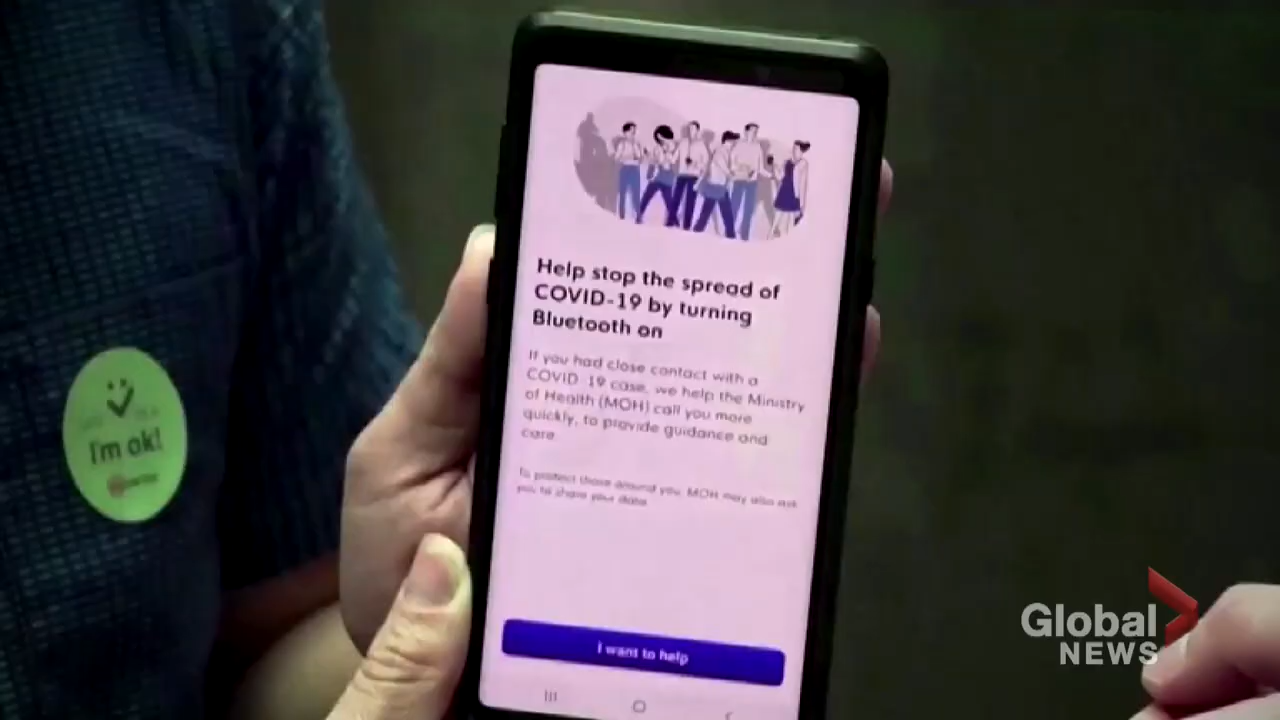 Help stop the spread of
COVID-19 by turning
Bluetooth on
If you had close contact with a
COVID-19 case, we help the Ministry
of Health (MOH) call you more
quickly, to provide guidance and
care.
To protect those around you, MOH may also ask
you to share your data.
I want to help
I'm ok!
Global
NEWS